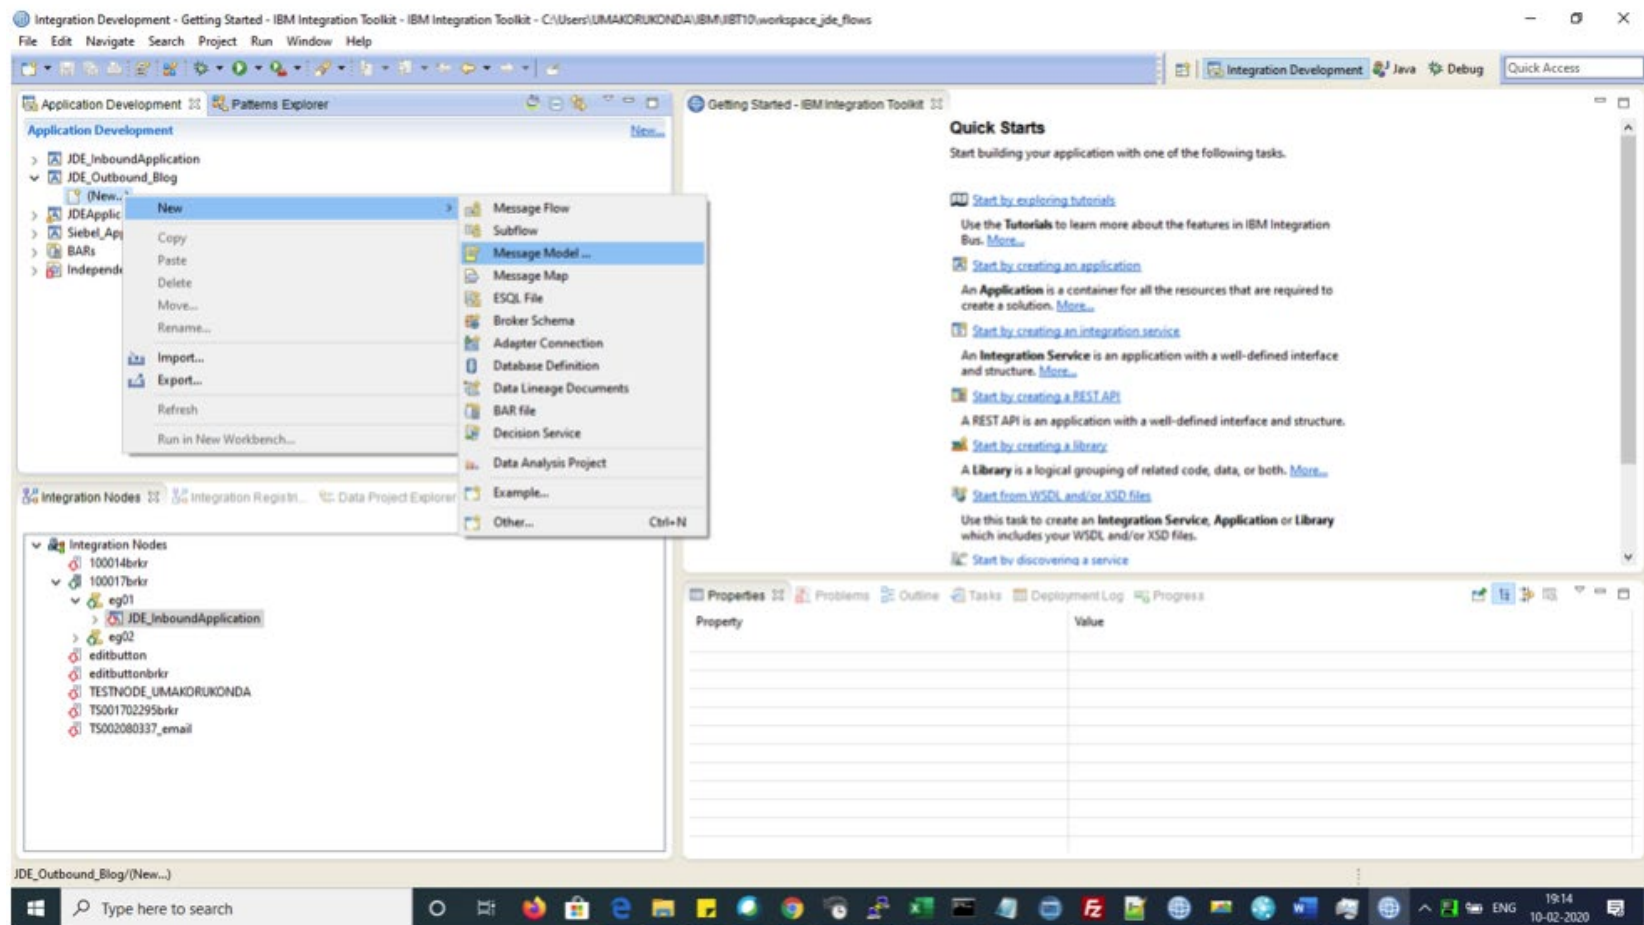 Integration Development - Getting Started - IBM Integration Toolkit - IBM Integration Toolkit - C:\Users\UMAKORUKONDA\IBM\IIBT10\workspace_jde_flows
File Edit Navigate Search Project Run Window Help
Integration Development Java Debug Quick Access
Application Development Patterns Explorer
Application Development New...
JDE_InboundApplication
JDE_Outbound_Blog
(New...)
JDEApplic
Siebel_Ap
BARs
Independe
New
Copy
Paste
Delete
Move...
Rename...
Import...
Export...
Refresh
Run in New Workbench...
Message Flow
Subflow
Message Model ...
Message Map
ESQL File
Broker Schema
Adapter Connection
Database Definition
Data Lineage Documents
BAR file
Decision Service
Data Analysis Project
Example...
Other... Ctrl+N
Getting Started - IBM Integration Toolkit
Quick Starts
Start building your application with one of the following tasks.
Start by exploring tutorials
Use the Tutorials to learn more about the features in IBM Integration
Bus. More...
Start by creating an application
An Application is a container for all the resources that are required to
create a solution. More...
Start by creating an integration service
An Integration Service is an application with a well-defined interface
and structure. More...
Start by creating a REST API
A REST API is an application with a well-defined interface and structure.
Start by creating a library
A Library is a logical grouping of related code, data, or both. More...
Start from WSDL and/or XSD files
Use this task to create an Integration Service, Application or Library
which includes your WSDL and/or XSD files.
Start by discovering a service
Integration Nodes Integration Registri... Data Project Explorer
Integration Nodes
100014brkr
100017brkr
eg01
JDE_InboundApplication
eg02
editbutton
editbuttonbrkr
TESTNODE_UMAKORUKONDA
TS001702295brkr
TS002080337_email
Properties Problems Outline Tasks Deployment Log Progress
Property Value
JDE_Outbound_Blog/(New...)
Type here to search
ENG
19:14
10-02-2020